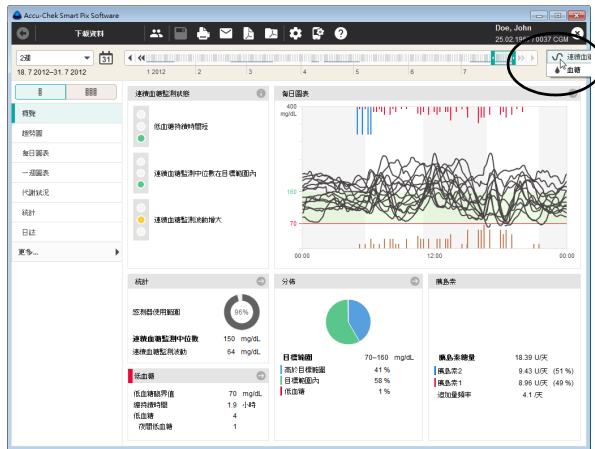 Accu-Chek Smart Pix Software
下載資料
Doe, John
2週
31
18. 7 2012–31. 7 2012
1 2012 2 3 4 5 6 7
連續血糖
血糖
概覽
趨勢圖
每日圖表
一週圖表
代謝狀況
統計
日誌
更多...
連續血糖監測狀態
低血糖持續時間短
連續血糖監測中位數在目標範圍內
連續血糖監測波動增大
每日圖表
400
mg/dL
160
70
00:00 12:00 00:00
統計
感測器使用範圍
96%
連續血糖監測中位數 150 mg/dL
連續血糖監測波動 64 mg/dL
低血糖
低血糖臨界值 70 mg/dL
維持續時間 1.9 小時
低血糖 4
夜間低血糖 1
分佈
目標範圍 70–160 mg/dL
高於目標範圍 41 %
目標範圍內 58 %
低血糖 1 %
胰島素
胰島素總量 18.39 U/天
胰島素2 9.43 U/天 (51 %)
胰島素1 8.96 U/天 (49 %)
追加量頻率 4.1 /天